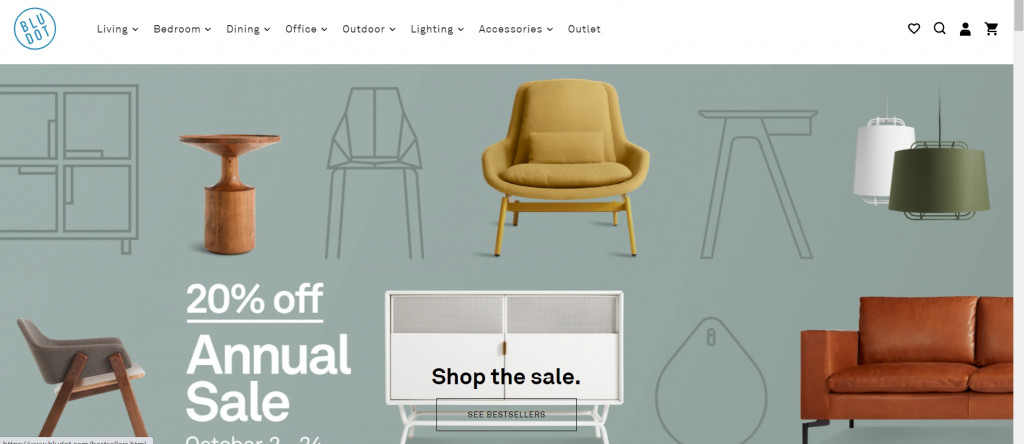 BLU
DOT
Living
Bedroom
Dining
Office
Outdoor
Lighting
Accessories
Outlet
20% off
Annual
Sale
October 2 - 24
Shop the sale.
SEE BESTSELLERS
https://www.bludot.com/bestsellers.html